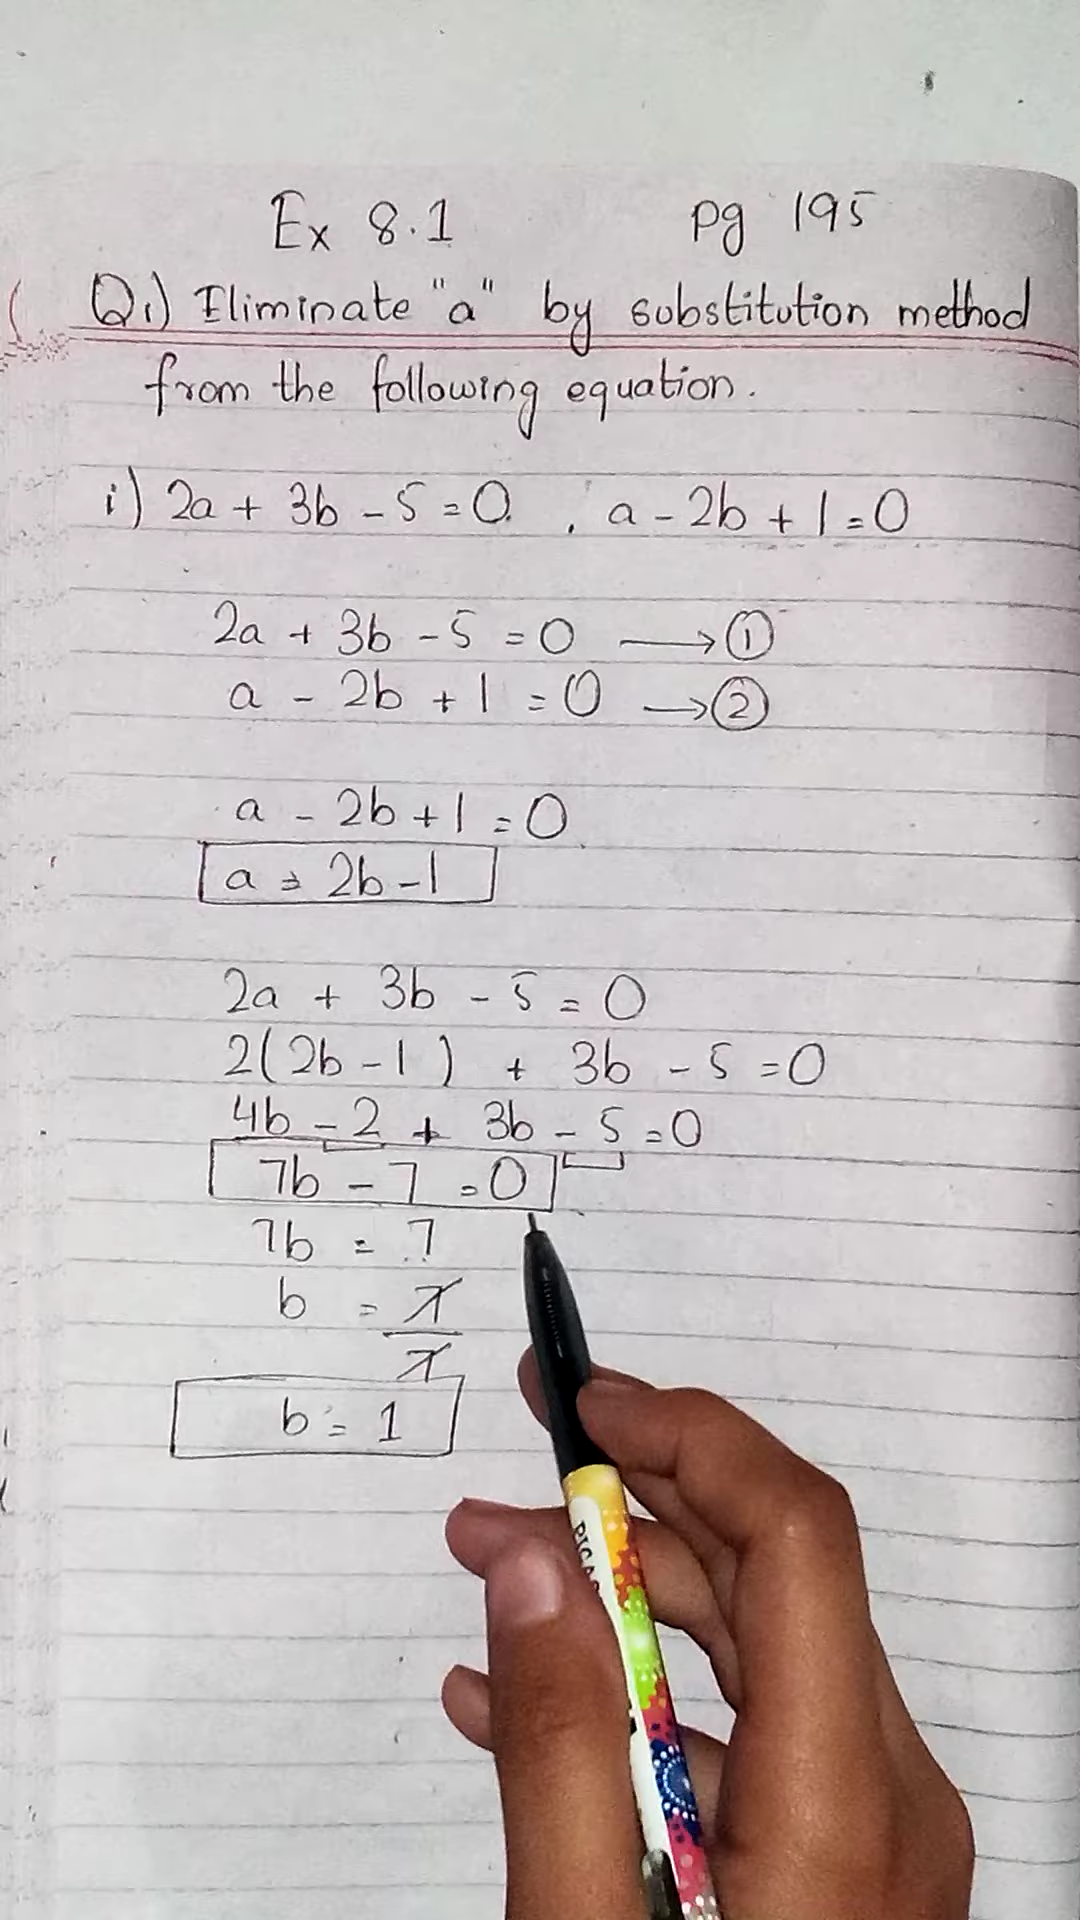 Ex 8.1 pg 195
Q1) Eliminate "a" by substitution method
from the following equation.
i) 2a + 3b - 5 = 0 , a - 2b + 1 = 0
2a + 3b - 5 = 0 → ①
a - 2b + 1 = 0 → ②
a - 2b + 1 = 0
a = 2b - 1
2a + 3b - 5 = 0
2(2b - 1) + 3b - 5 = 0
4b - 2 + 3b - 5 = 0
7b - 7 = 0
7b = 7
b = 7
7
b = 1